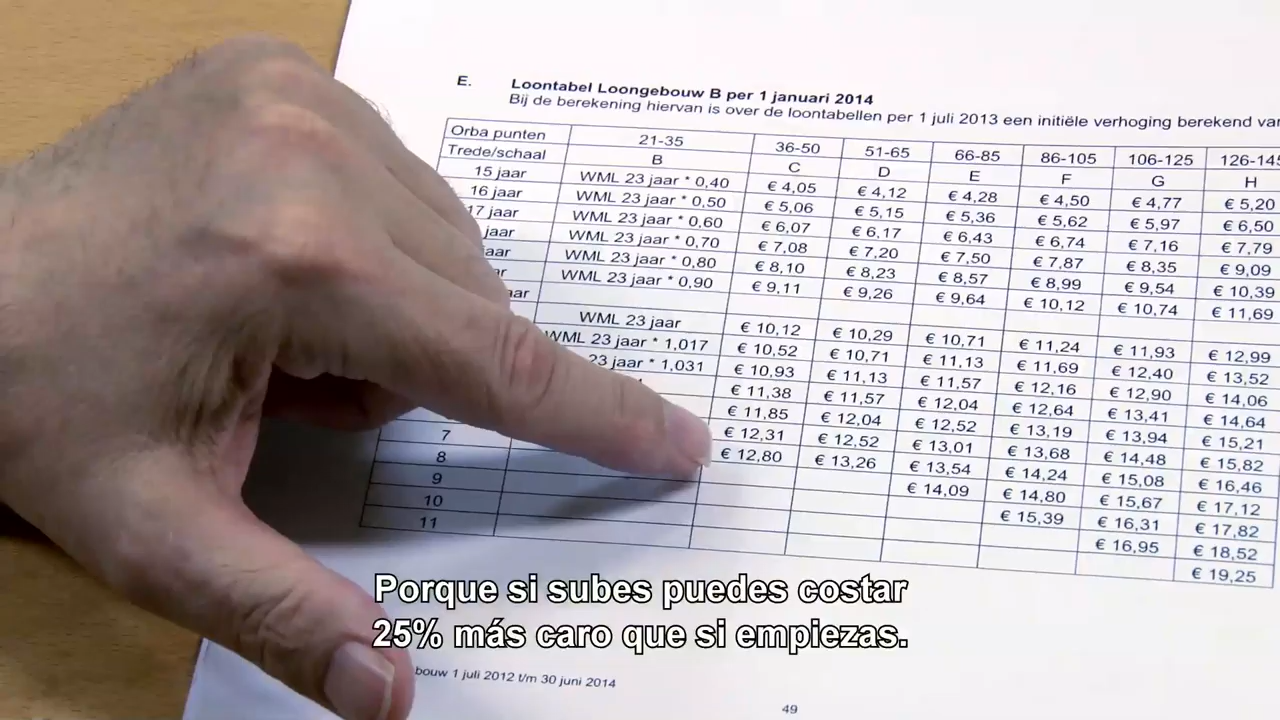 E. Loontabel Loongebouw B per 1 januari 2014
Bij de berekening hiervan is over de loontabellen per 1 juli 2013 een initiële verhoging berekend
Orba punten 21-35 36-50 51-65 66-85 86-105 106-125 126-145
Trede/schaal B C D E F G H
15 jaar WML 23 jaar * 0,40 € 4,05 € 4,12 € 4,28 € 4,50 € 4,77 € 5,20
16 jaar WML 23 jaar * 0,50 € 5,06 € 5,15 € 5,36 € 5,62 € 5,97 € 6,50
17 jaar WML 23 jaar * 0,60 € 6,07 € 6,17 € 6,43 € 6,74 € 7,16 € 7,79
jaar WML 23 jaar * 0,70 € 7,08 € 7,20 € 7,50 € 7,87 € 8,35 € 9,09
WML 23 jaar * 0,80 € 8,10 € 8,23 € 8,57 € 8,99 € 9,54 € 10,39
WML 23 jaar * 0,90 € 9,11 € 9,26 € 9,64 € 10,12 € 10,74 € 11,69
WML 23 jaar € 10,12 € 10,29 € 10,71 € 11,24 € 11,93 € 12,99
WML 23 jaar * 1,017 € 10,52 € 10,71 € 11,13 € 11,69 € 12,40 € 13,52
23 jaar * 1,031 € 10,93 € 11,13 € 11,57 € 12,16 € 12,90 € 14,06
€ 11,38 € 11,57 € 12,04 € 12,64 € 13,41 € 14,64
€ 11,85 € 12,04 € 12,52 € 13,19 € 13,94 € 15,21
€ 12,31 € 12,52 € 13,01 € 13,68 € 14,48 € 15,82
7 € 12,80 € 13,26 € 13,54 € 14,24 € 15,08 € 16,46
8 € 14,09 € 14,80 € 15,67 € 17,12
9 € 15,39 € 16,31 € 17,82
10 € 16,95 € 18,52
11 € 19,25
Porque si subes puedes costar
25% más caro que si empiezas.
bouw 1 juli 2012 t/m 30 juni 2014
49